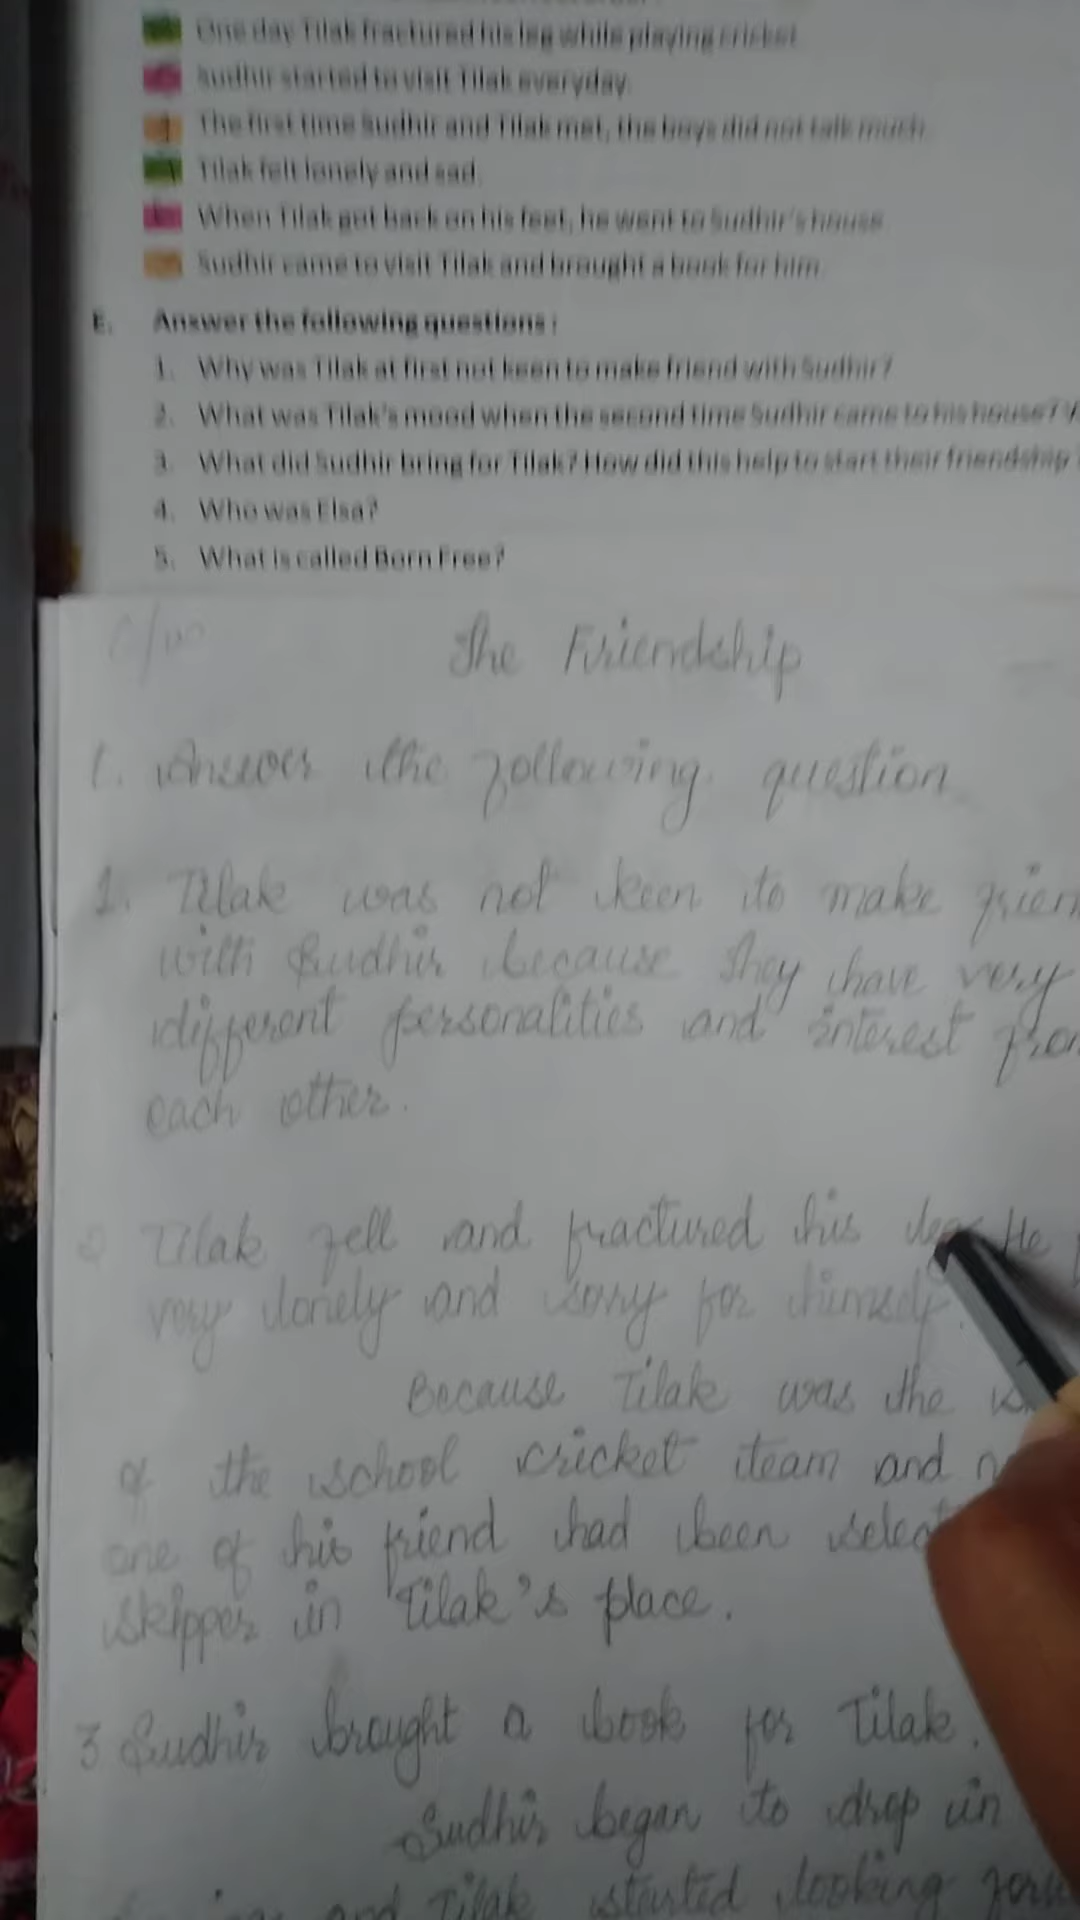 One day Tilak fractured his leg while playing cricket.
Sudhir started to visit Tilak everyday.
The first time Sudhir and Tilak met, the boys did not talk much.
Tilak felt lonely and sad.
When Tilak got back on his feet, he went to Sudhir's house
Sudhir came to visit Tilak and brought a book for him.
E. Answer the following questions :
1. Why was Tilak at first not keen to make friend with Sudhir?
2. What was Tilak's mood when the second time Sudhir came to his house?
3. What did Sudhir bring for Tilak? How did this help to start their friendship
4. Who was Elsa?
5. What is called Born Free?
The Friendship
1. Answer the following question
1. Tilak was not keen to make frien
with Sudhir because they have very
different personalities and interest
each other.
Tilak fell and fractured his leg He
very lonely and sorry for himself.
Because Tilak was the
of the school cricket team and
one of his friend had been selec
skipper in Tilak's place.
3 Sudhir brought a book for Tilak.
Sudhir began to drop in
and Tilak started looking